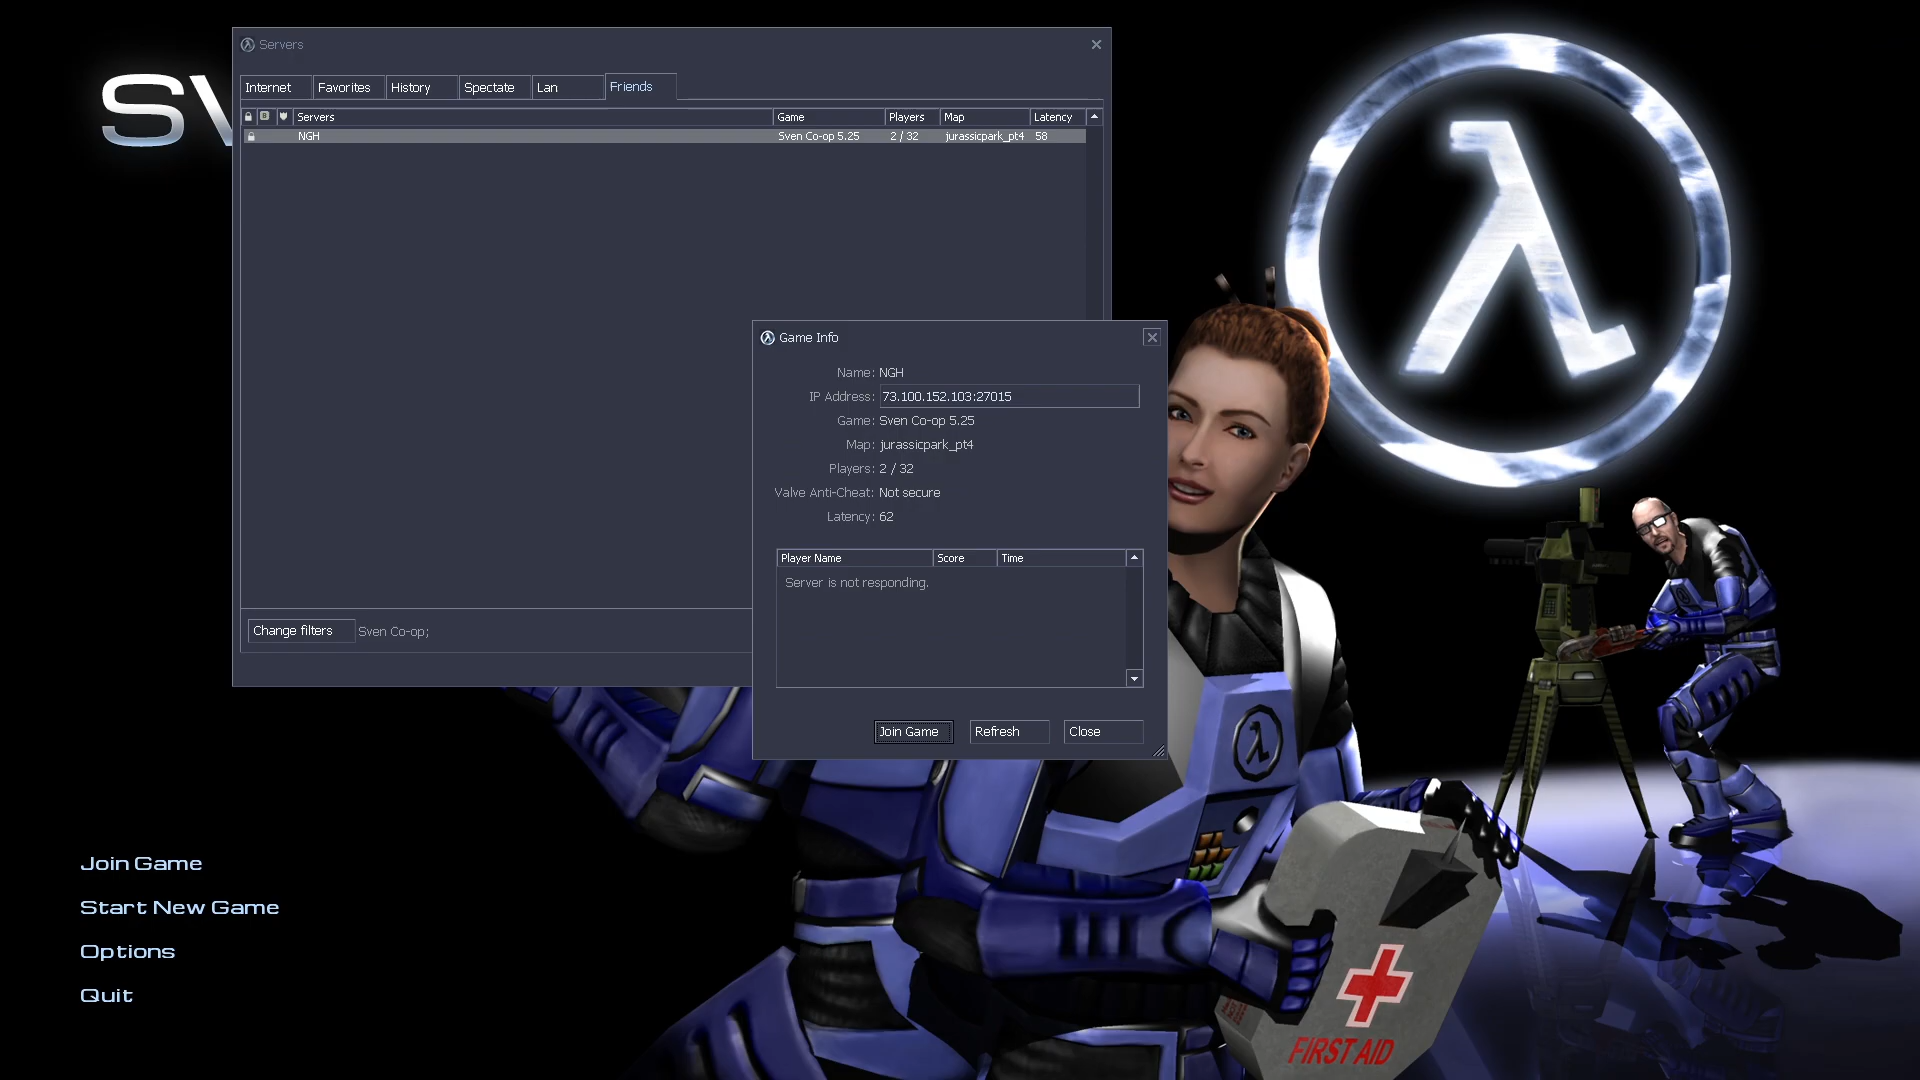 SV
Servers
Internet Favorites History Spectate Lan Friends
Servers Game Players Map Latency
NGH Sven Co-op 5.25 2 / 32 jurassicpark_pt4 58
Game Info
Name: NGH
IP Address: 73.100.152.103:27015
Game: Sven Co-op 5.25
Map: jurassicpark_pt4
Players: 2 / 32
Valve Anti-Cheat: Not secure
Latency: 62
Player Name Score Time
Server is not responding.
Change filters Sven Co-op;
Join Game Refresh Close
Join Game
Start New Game
Options
Quit
FIRST AID